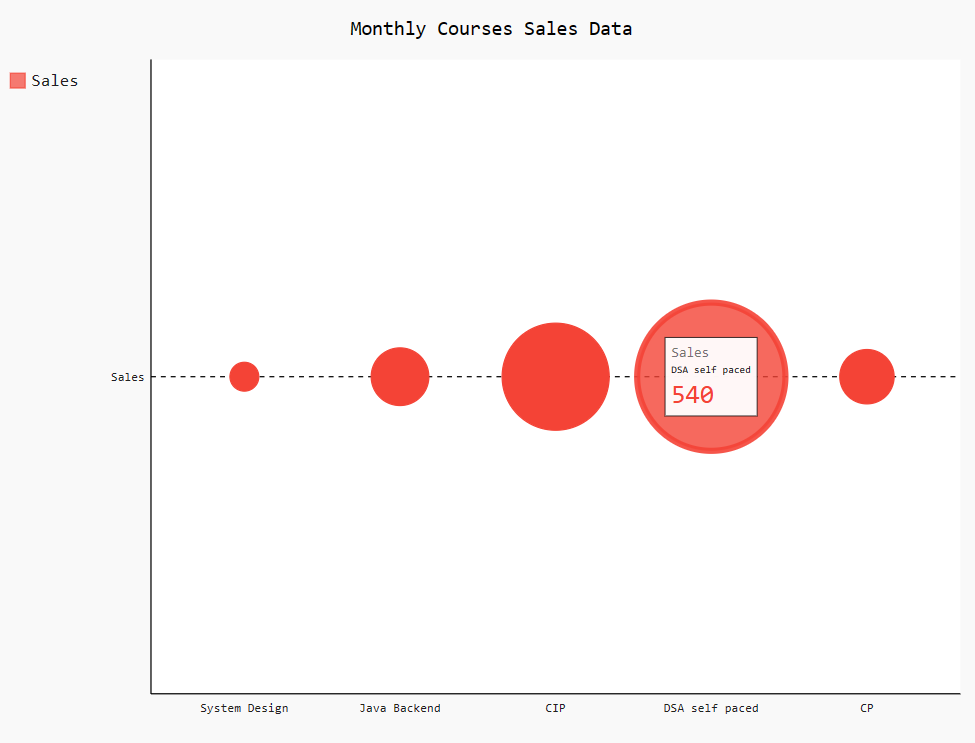 Monthly Courses Sales Data
Sales
Sales
Sales
DSA self paced
540
System Design
Java Backend
CIP
DSA self paced
CP